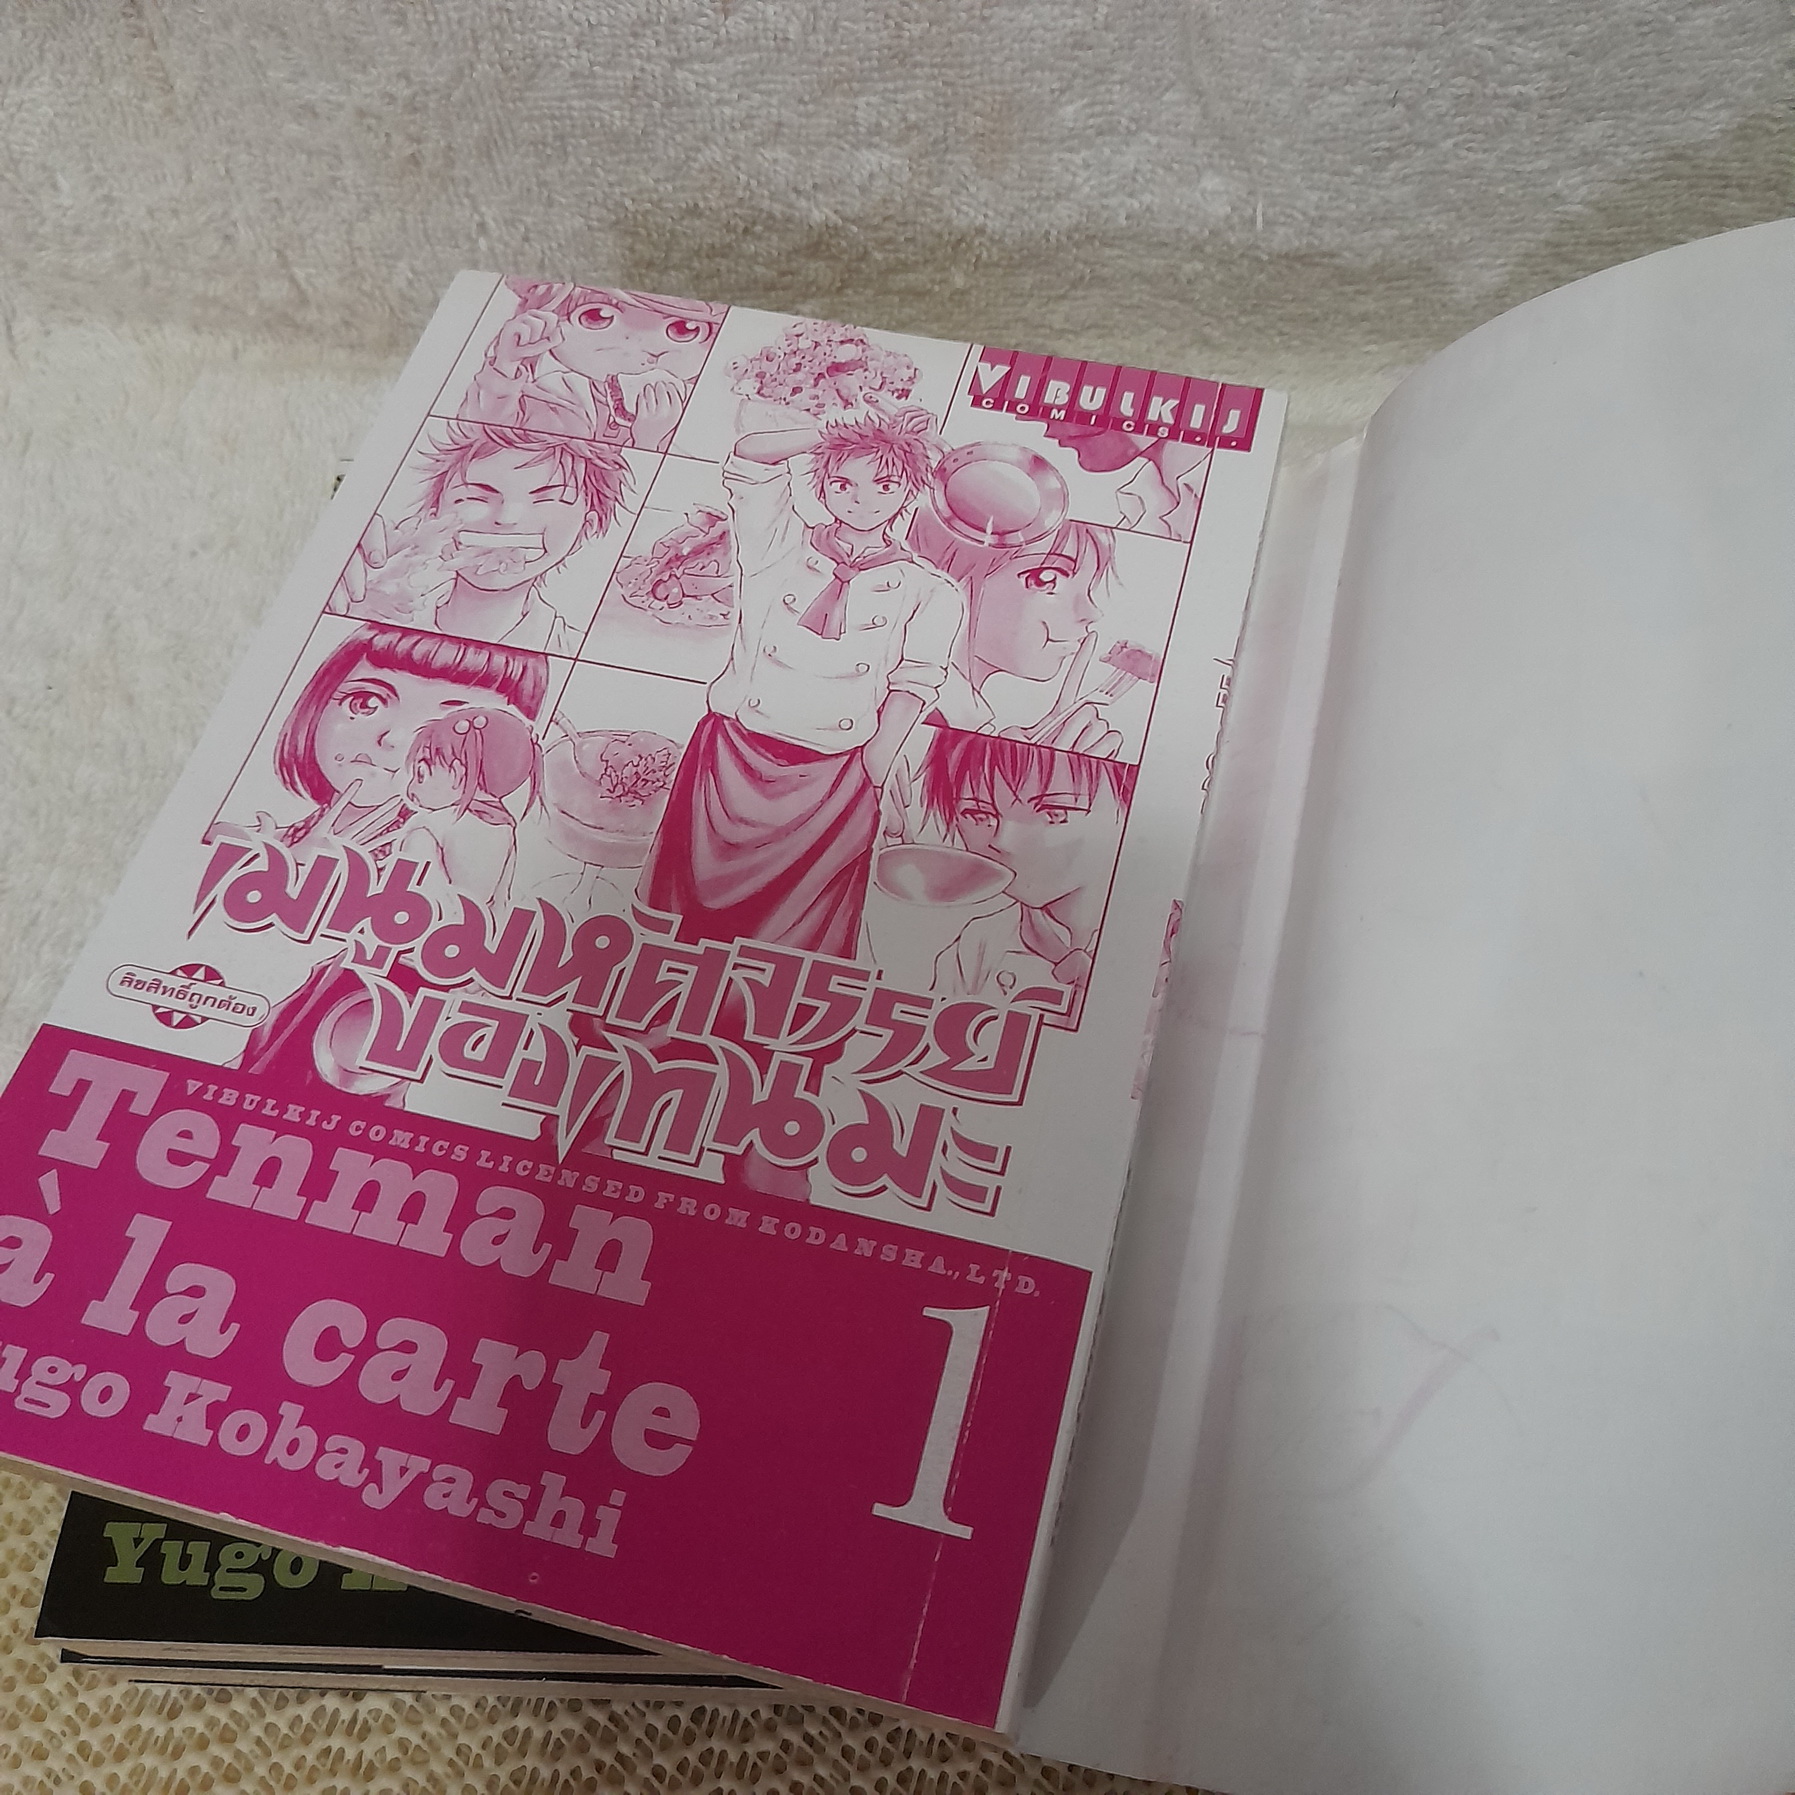 VIBULKIJ
COMICS
เมนูมหัศจรรย์
ของเทนมะ
ลิขสิทธิ์ถูกต้อง
VIBULKIJ COMICS LICENSED FROM KODANSHA., LTD.
Tenman
à la carte
1
ugo Kobayashi
Yugo